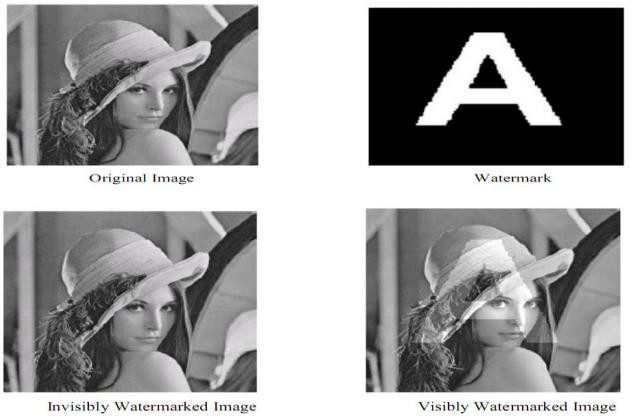 Original Image
Watermark
A
Invisibly Watermarked Image
Visibly Watermarked Image
A